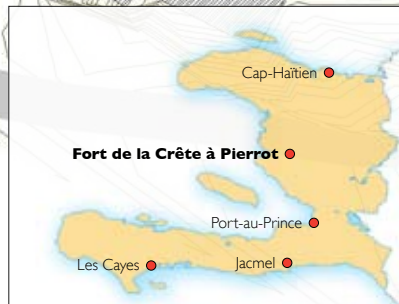 Cap-Haïtien
Fort de la Crête à Pierrot
Port-au-Prince
Les Cayes
Jacmel